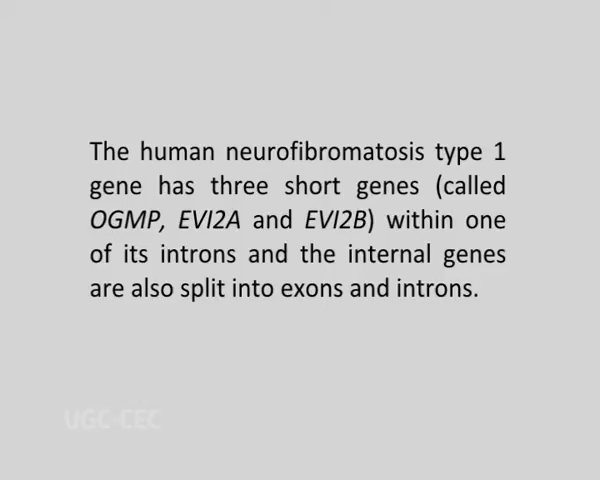 The human neurofibromatosis type 1
gene has three short genes (called
OGMP, EVI2A and EVI2B) within one
of its introns and the internal genes
are also split into exons and introns.
UGC-CEC